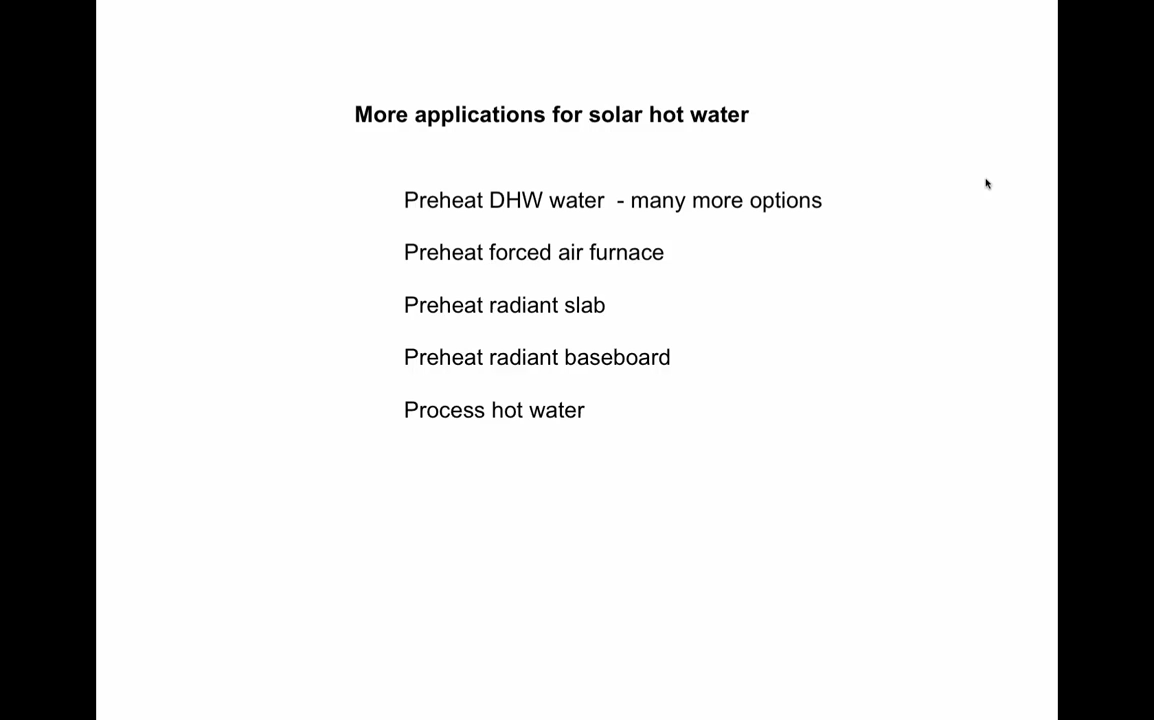 More applications for solar hot water
Preheat DHW water  - many more options
Preheat forced air furnace
Preheat radiant slab
Preheat radiant baseboard
Process hot water